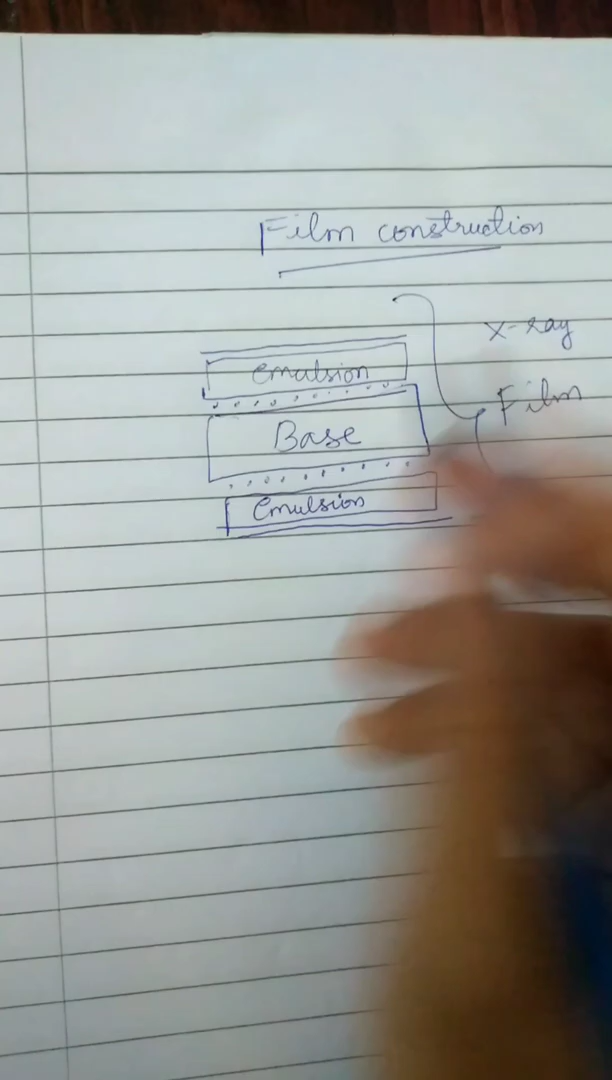 Film construction
X-ray
emulsion
Film
Base
emulsion